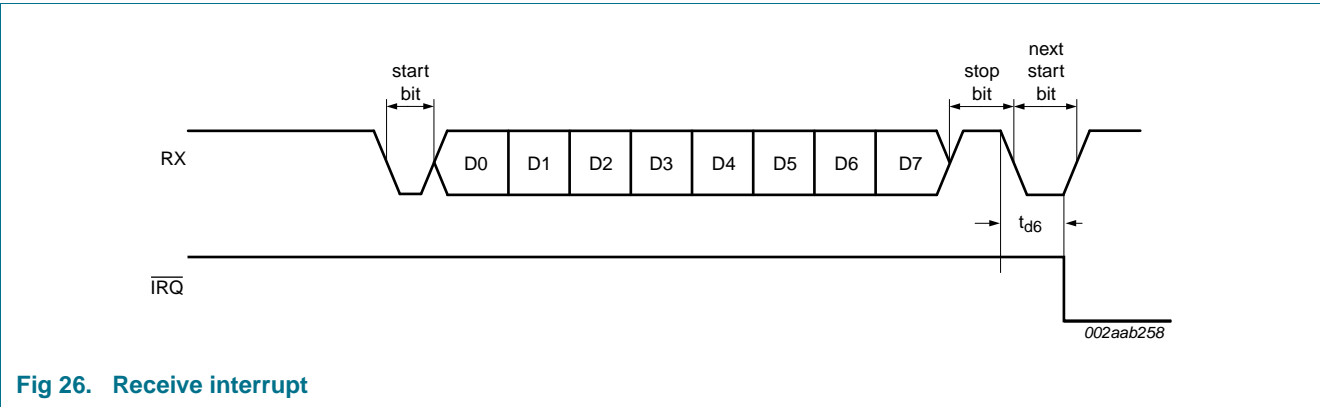 start
bit
stop
bit
next
start
bit
RX
D0 D1 D2 D3 D4 D5 D6 D7
td6
IRQ
002aab258
Fig 26. Receive interrupt